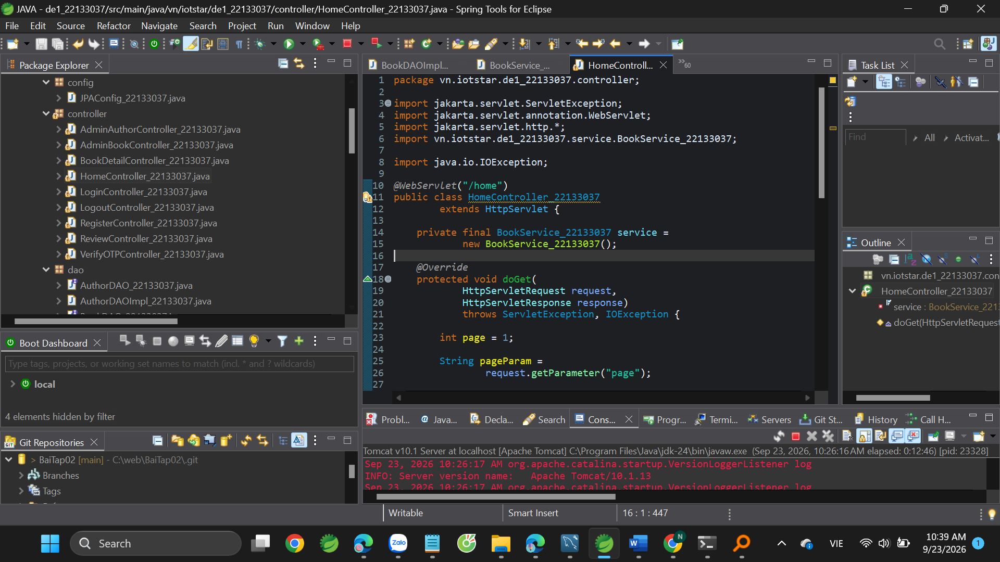 JAVA - de1_22133037/src/main/java/vn/iotstar/de1_22133037/controller/HomeController_22133037.java - Spring Tools for Eclipse
File Edit Source Refactor Navigate Search Project Run Window Help
Package Explorer
config
JPAConfig_22133037.java
controller
AdminAuthorController_22133037.java
AdminBookController_22133037.java
BookDetailController_22133037.java
HomeController_22133037.java
LoginController_22133037.java
LogoutController_22133037.java
RegisterController_22133037.java
ReviewController_22133037.java
VerifyOTPController_22133037.java
dao
AuthorDAO_22133037.java
AuthorDAOImpl_22133037.java
Boot Dashboard
Type tags, projects, or working set names to match (incl. * and ? wildcards)
local
4 elements hidden by filter
Git Repositories
> BaiTap02 [main] - C:\web\BaiTap02\.git
Branches
Tags
BookDAOImpl... BookService_... HomeControll... »60
1 package vn.iotstar.de1_22133037.controller;
2
3 import jakarta.servlet.ServletException;
4 import jakarta.servlet.annotation.WebServlet;
5 import jakarta.servlet.http.*;
6 import vn.iotstar.de1_22133037.service.BookService_22133037;
7
8 import java.io.IOException;
9
10 @WebServlet("/home")
11 public class HomeController_22133037
12 extends HttpServlet {
13
14 private final BookService_22133037 service =
15 new BookService_22133037();
16
17 @Override
18 protected void doGet(
19 HttpServletRequest request,
20 HttpServletResponse response)
21 throws ServletException, IOException {
22
23 int page = 1;
24
25 String pageParam =
26 request.getParameter("page");
27
Task List
Find All Activat...
Outline
vn.iotstar.de1_22133037.con
HomeController_22133037
service : BookService_221
doGet(HttpServletRequest
Probl... Java... Decla... Search Cons... Progr... Termi... Servers Git St... History Call H...
Tomcat v10.1 Server at localhost [Apache Tomcat] C:\Program Files\Java\jdk-24\bin\javaw.exe (Sep 23, 2026, 10:26:16 AM elapsed: 0:12:46) [pid: 23328]
Sep 23, 2026 10:26:17 AM org.apache.catalina.startup.VersionLoggerListener log
INFO: Server version name: Apache Tomcat/10.1.13
Sep 23, 2026 10:26:17 AM org.apache.catalina.startup.VersionLoggerListener log
Writable Smart Insert 16 : 1 : 447
Search
Zalo
N
VIE
10:39 AM
9/23/2026
1